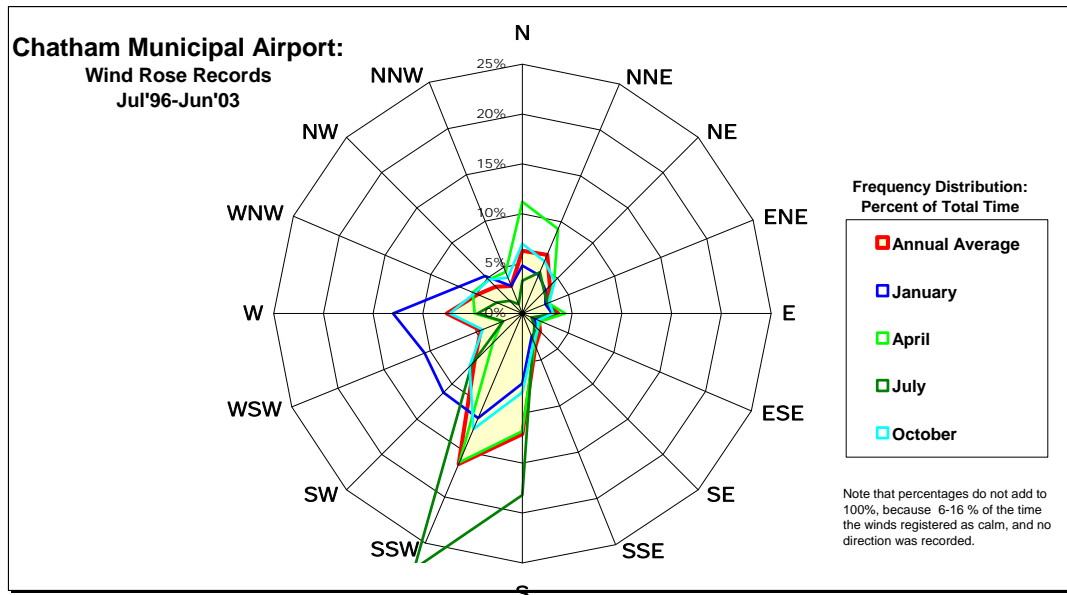 Chatham Municipal Airport:
Wind Rose Records
Jul'96-Jun'03
N
NNE
NE
ENE
E
ESE
SE
SSE
S
SSW
SW
WSW
W
WNW
NW
NNW
25%
20%
15%
10%
5%
0%
Frequency Distribution:
Percent of Total Time
Annual Average
January
April
July
October
Note that percentages do not add to
100%, because 6-16 % of the time
the winds registered as calm, and no
direction was recorded.